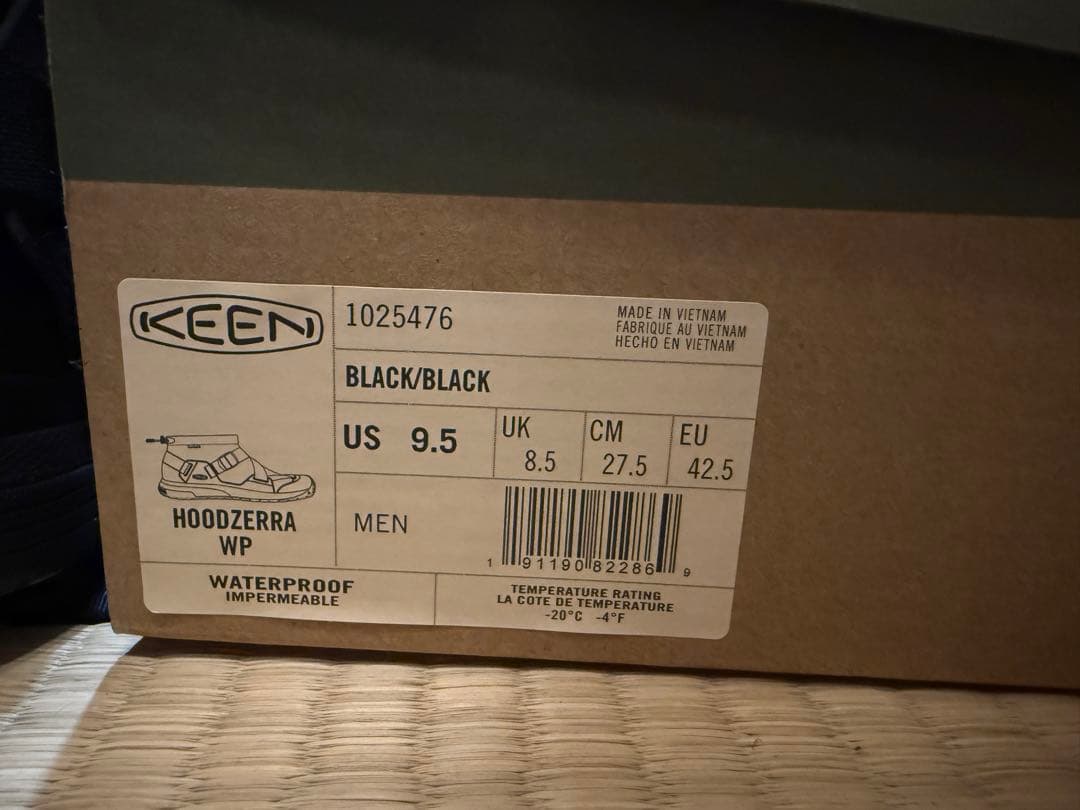 KEEN
1025476
MADE IN VIETNAM
FABRIQUE AU VIETNAM
HECHO EN VIETNAM
BLACK/BLACK
US 9.5
UK
8.5
CM
27.5
EU
42.5
HOODZERRA
WP
MEN
1 91190 82286 9
WATERPROOF
IMPERMEABLE
TEMPERATURE RATING
LA COTE DE TEMPERATURE
-20°C -4°F